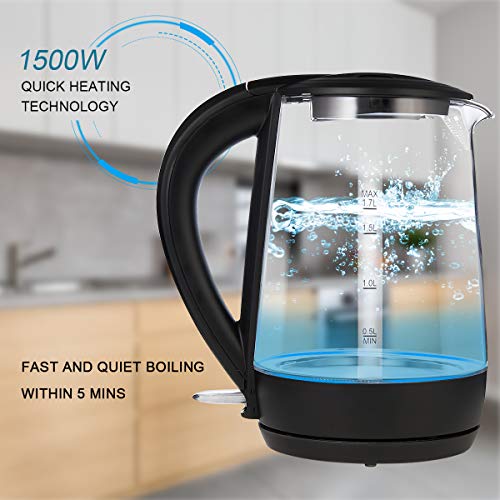 1500W
QUICK HEATING
TECHNOLOGY
MAX
1.7L
1.5L
1.0L
0.5L
MIN
FAST AND QUIET BOILING
WITHIN 5 MINS